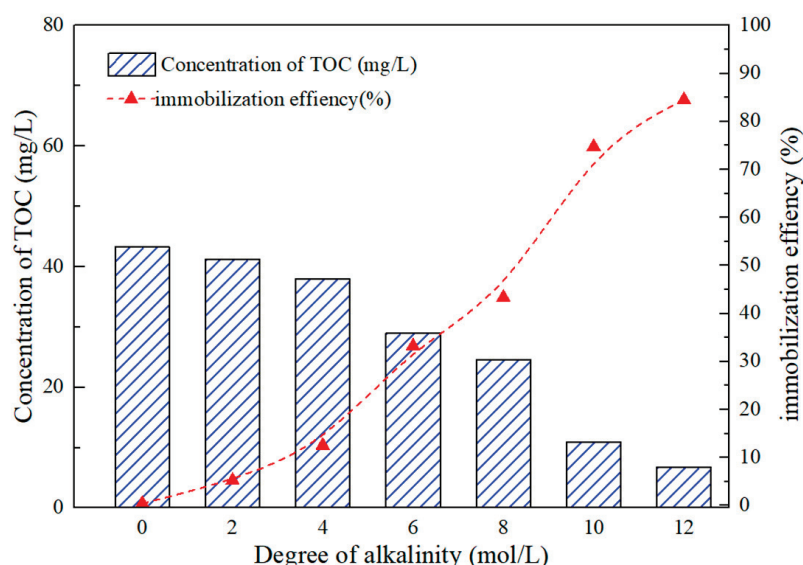 80
60
40
20
0
Concentration of TOC (mg/L)
Concentration of TOC (mg/L)
immobilization effiency(%)
100
90
80
70
60
50
40
30
20
10
0
immobilization effiency (%)
0 2 4 6 8 10 12
Degree of alkalinity (mol/L)